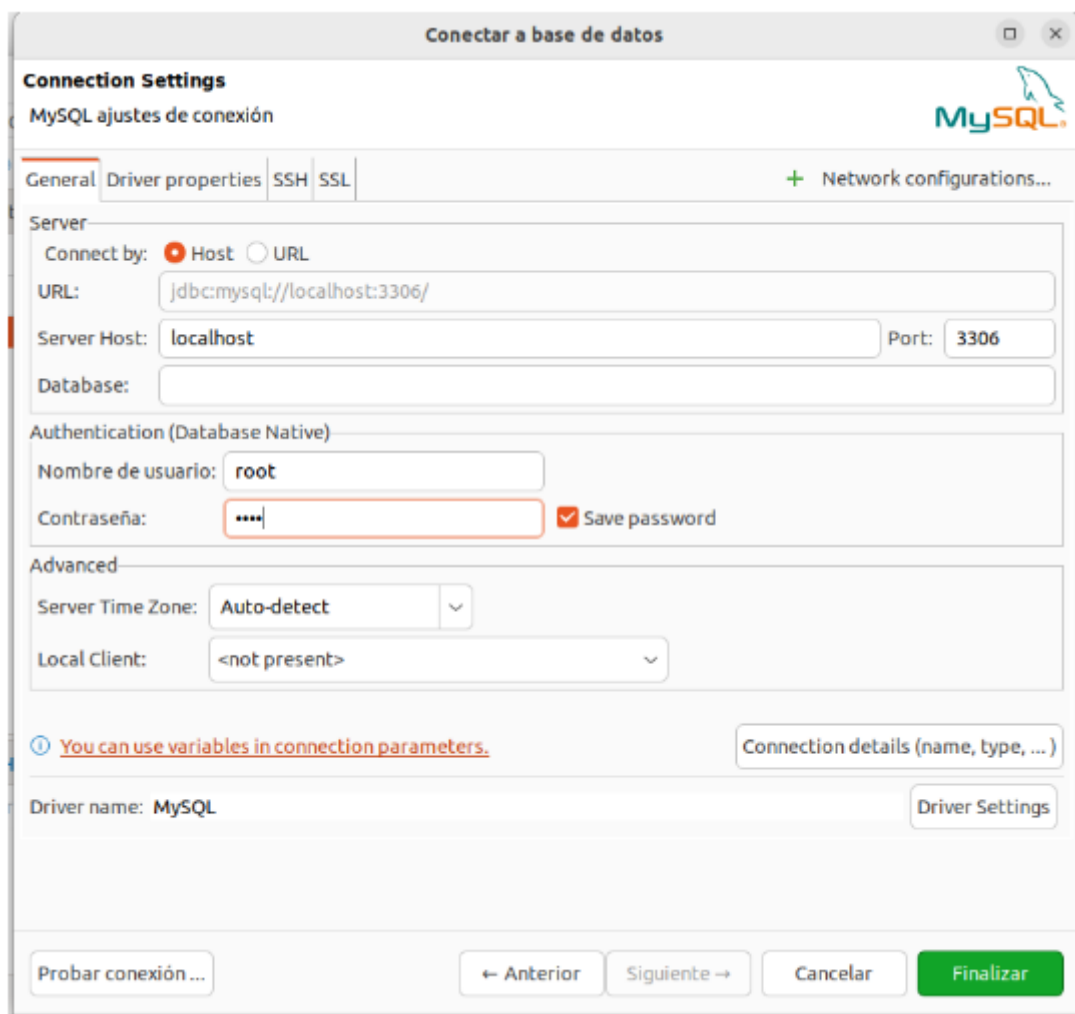 Conectar a base de datos
Connection Settings
MySQL ajustes de conexión
MySQL.
General Driver properties SSH SSL + Network configurations...
Server
Connect by: Host URL
URL: jdbc:mysql://localhost:3306/
Server Host: localhost Port: 3306
Database:
Authentication (Database Native)
Nombre de usuario: root
Contraseña: •••• Save password
Advanced
Server Time Zone: Auto-detect
Local Client: <not present>
You can use variables in connection parameters. Connection details (name, type, ... )
Driver name: MySQL Driver Settings
Probar conexión ... ← Anterior Siguiente → Cancelar Finalizar